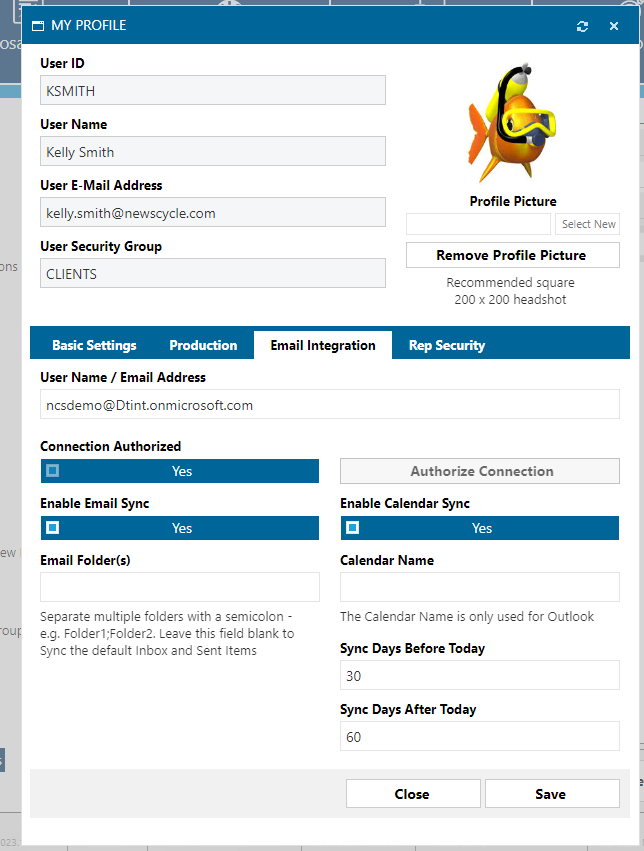 MY PROFILE
User ID
KSMITH
User Name
Kelly Smith
User E-Mail Address
kelly.smith@newscycle.com
User Security Group
CLIENTS
Profile Picture
Select New
Remove Profile Picture
Recommended square
200 x 200 headshot
Basic Settings Production Email Integration Rep Security
User Name / Email Address
ncsdemo@Dtint.onmicrosoft.com
Connection Authorized
Yes
Authorize Connection
Enable Email Sync
Yes
Enable Calendar Sync
Yes
Email Folder(s)
Separate multiple folders with a semicolon -
e.g. Folder1;Folder2. Leave this field blank to
Sync the default Inbox and Sent Items
Calendar Name
The Calendar Name is only used for Outlook
Sync Days Before Today
30
Sync Days After Today
60
Close Save